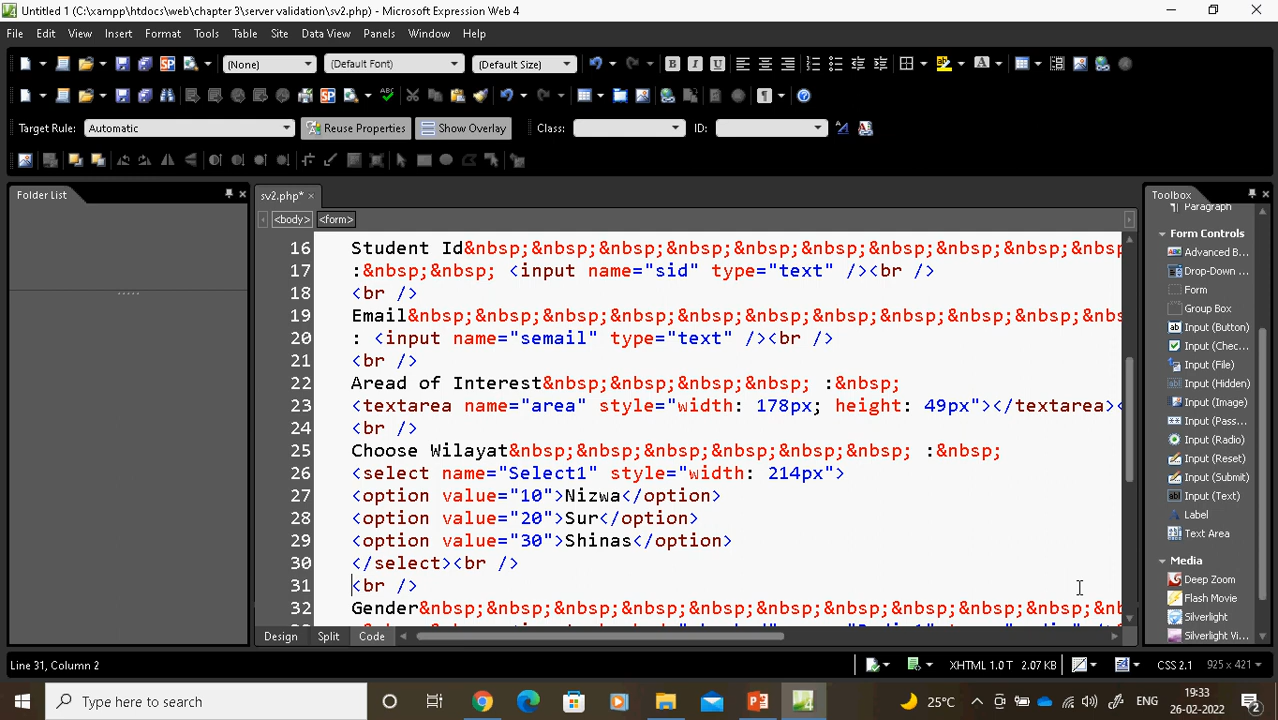 Untitled 1 (C:\xampp\htdocs\web\chapter 3\server validation\sv2.php) - Microsoft Expression Web 4
File Edit View Insert Format Tools Table Site Data View Panels Window Help
(None) (Default Font) (Default Size) B I U
Target Rule: Automatic Reuse Properties Show Overlay Class: ID:
Folder List
sv2.php*
<body> <form>
16 Student Id&nbsp;&nbsp;&nbsp;&nbsp;&nbsp;&nbsp;&nbsp;&nbsp;&nbsp;&nbsp
17 :&nbsp;&nbsp; <input name="sid" type="text" /><br />
18 <br />
19 Email&nbsp;&nbsp;&nbsp;&nbsp;&nbsp;&nbsp;&nbsp;&nbsp;&nbsp;&nbsp;&nbs
20 : <input name="semail" type="text" /><br />
21 <br />
22 Aread of Interest&nbsp;&nbsp;&nbsp;&nbsp; :&nbsp;
23 <textarea name="area" style="width: 178px; height: 49px"></textarea><
24 <br />
25 Choose Wilayat&nbsp;&nbsp;&nbsp;&nbsp;&nbsp;&nbsp; :&nbsp;
26 <select name="Select1" style="width: 214px">
27 <option value="10">Nizwa</option>
28 <option value="20">Sur</option>
29 <option value="30">Shinas</option>
30 </select><br />
31 <br />
32 Gender&nbsp;&nbsp;&nbsp;&nbsp;&nbsp;&nbsp;&nbsp;&nbsp;&nbsp;&nbsp;&nb
Design Split Code
Toolbox
Paragraph
Form Controls
Advanced B...
Drop-Down ...
Form
Group Box
Input (Button)
Input (Chec...
Input (File)
Input (Hidden)
Input (Image)
Input (Pass...
Input (Radio)
Input (Reset)
Input (Submit)
Input (Text)
Label
Text Area
Media
Deep Zoom
Flash Movie
Silverlight
Silverlight Vi...
Line 31, Column 2 XHTML 1.0 T 2.07 KB CSS 2.1 925 x 421
Type here to search 25°C ENG 19:33
26-02-2022 2